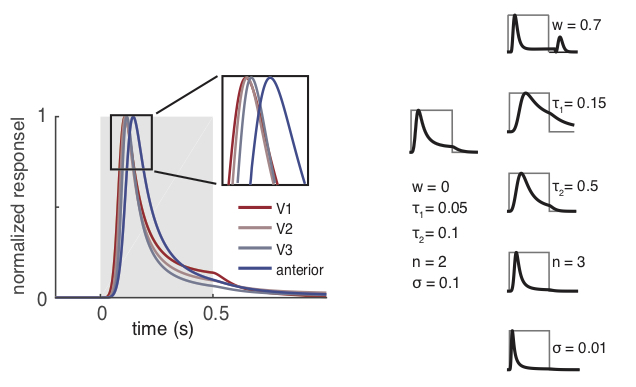 normalized responsel
1
0
0
0.5
time (s)
V1
V2
V3
anterior
w = 0
τ1 = 0.05
τ2 = 0.1
n = 2
σ = 0.1
w = 0.7
τ1 = 0.15
τ2 = 0.5
n = 3
σ = 0.01